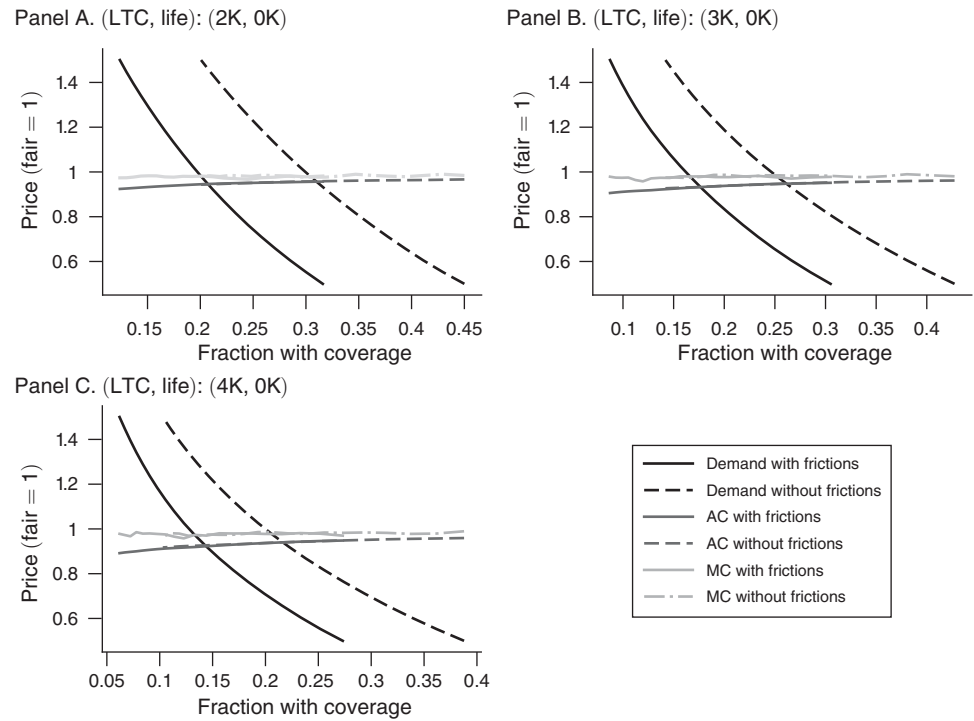 Panel A. (LTC, life): (2K, 0K)
Price (fair = 1)
1.4
1.2
1
0.8
0.6
0.15 0.2 0.25 0.3 0.35 0.4 0.45
Fraction with coverage
Panel B. (LTC, life): (3K, 0K)
Price (fair = 1)
1.4
1.2
1
0.8
0.6
0.1 0.15 0.2 0.25 0.3 0.35 0.4
Fraction with coverage
Panel C. (LTC, life): (4K, 0K)
Price (fair = 1)
1.4
1.2
1
0.8
0.6
0.05 0.1 0.15 0.2 0.25 0.3 0.35 0.4
Fraction with coverage
Demand with frictions
Demand without frictions
AC with frictions
AC without frictions
MC with frictions
MC without frictions